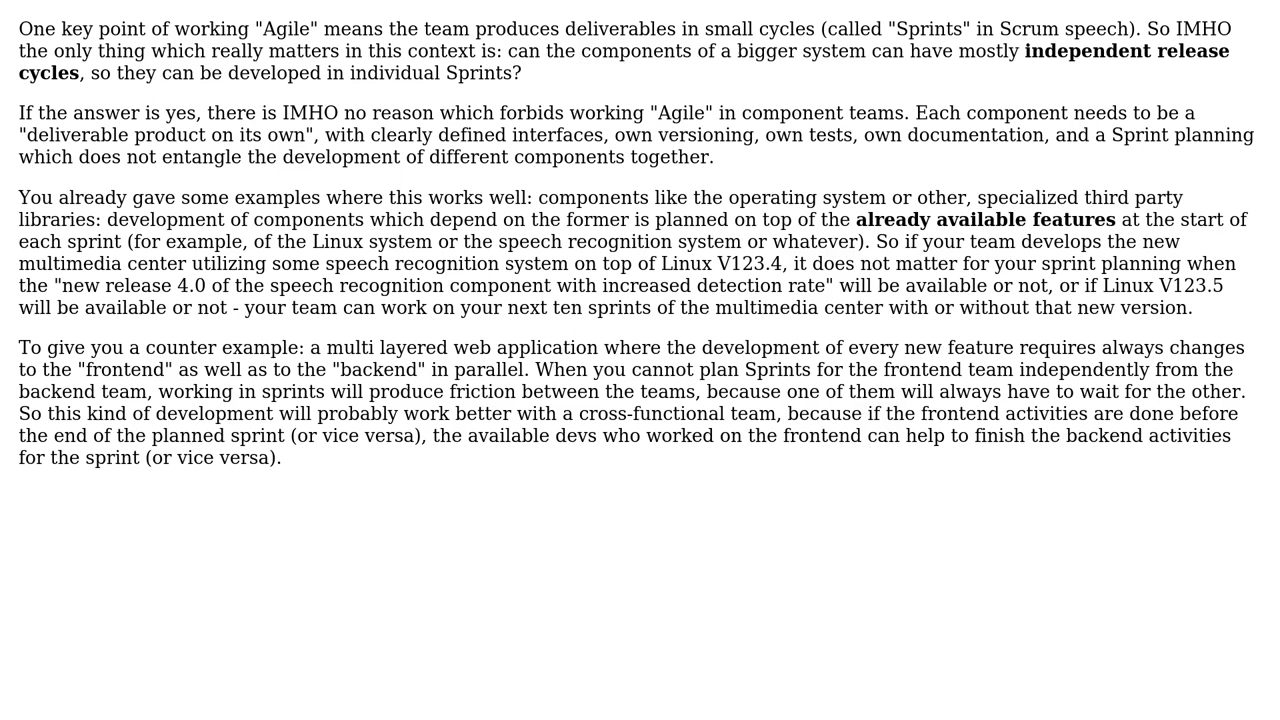 One key point of working "Agile" means the team produces deliverables in small cycles (called "Sprints" in Scrum speech). So IMHO
the only thing which really matters in this context is: can the components of a bigger system can have mostly independent release
cycles, so they can be developed in individual Sprints?
If the answer is yes, there is IMHO no reason which forbids working "Agile" in component teams. Each component needs to be a
"deliverable product on its own", with clearly defined interfaces, own versioning, own tests, own documentation, and a Sprint planning
which does not entangle the development of different components together.
You already gave some examples where this works well: components like the operating system or other, specialized third party
libraries: development of components which depend on the former is planned on top of the already available features at the start of
each sprint (for example, of the Linux system or the speech recognition system or whatever). So if your team develops the new
multimedia center utilizing some speech recognition system on top of Linux V123.4, it does not matter for your sprint planning when
the "new release 4.0 of the speech recognition component with increased detection rate" will be available or not, or if Linux V123.5
will be available or not - your team can work on your next ten sprints of the multimedia center with or without that new version.
To give you a counter example: a multi layered web application where the development of every new feature requires always changes
to the "frontend" as well as to the "backend" in parallel. When you cannot plan Sprints for the frontend team independently from the
backend team, working in sprints will produce friction between the teams, because one of them will always have to wait for the other.
So this kind of development will probably work better with a cross-functional team, because if the frontend activities are done before
the end of the planned sprint (or vice versa), the available devs who worked on the frontend can help to finish the backend activities
for the sprint (or vice versa).